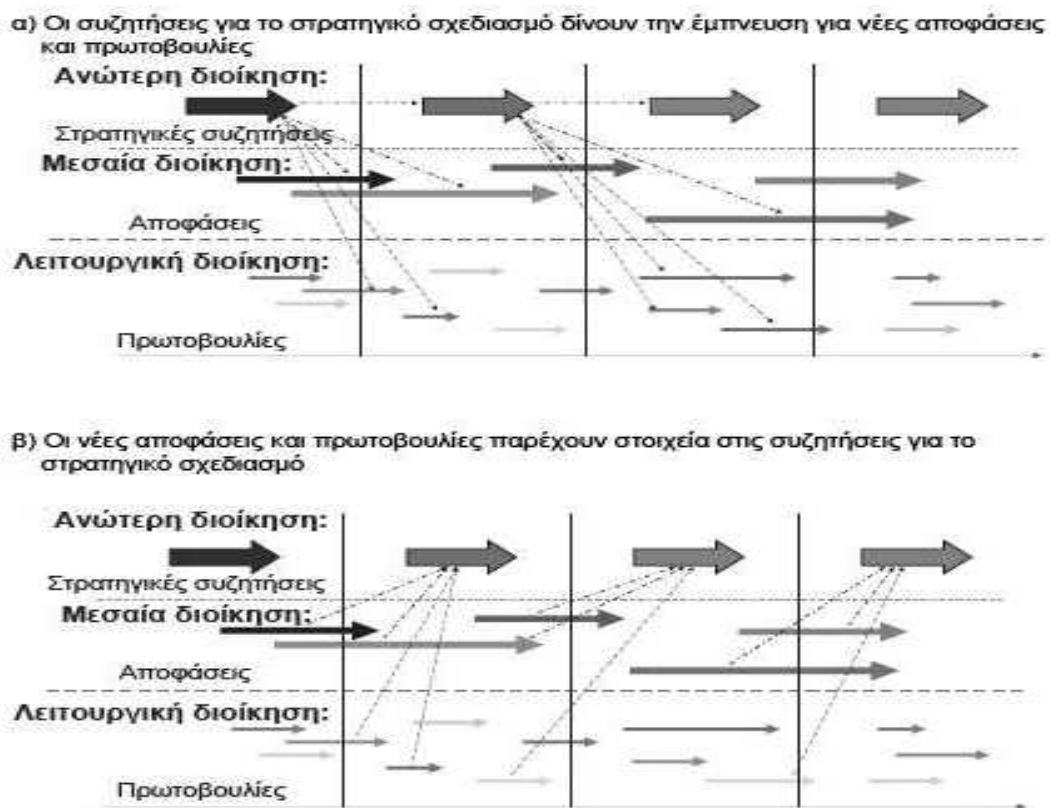 α) Οι συζητήσεις για το στρατηγικό σχεδιασμό δίνουν την έμπνευση για νέες αποφάσεις
και πρωτοβουλίες
Ανώτερη διοίκηση:
Στρατηγικές συζητήσεις
Μεσαία διοίκηση:
Αποφάσεις
Λειτουργική διοίκηση:
Πρωτοβουλίες
β) Οι νέες αποφάσεις και πρωτοβουλίες παρέχουν στοιχεία στις συζητήσεις για το
στρατηγικό σχεδιασμό
Ανώτερη διοίκηση:
Στρατηγικές συζητήσεις
Μεσαία διοίκηση:
Αποφάσεις
Λειτουργική διοίκηση:
Πρωτοβουλίες